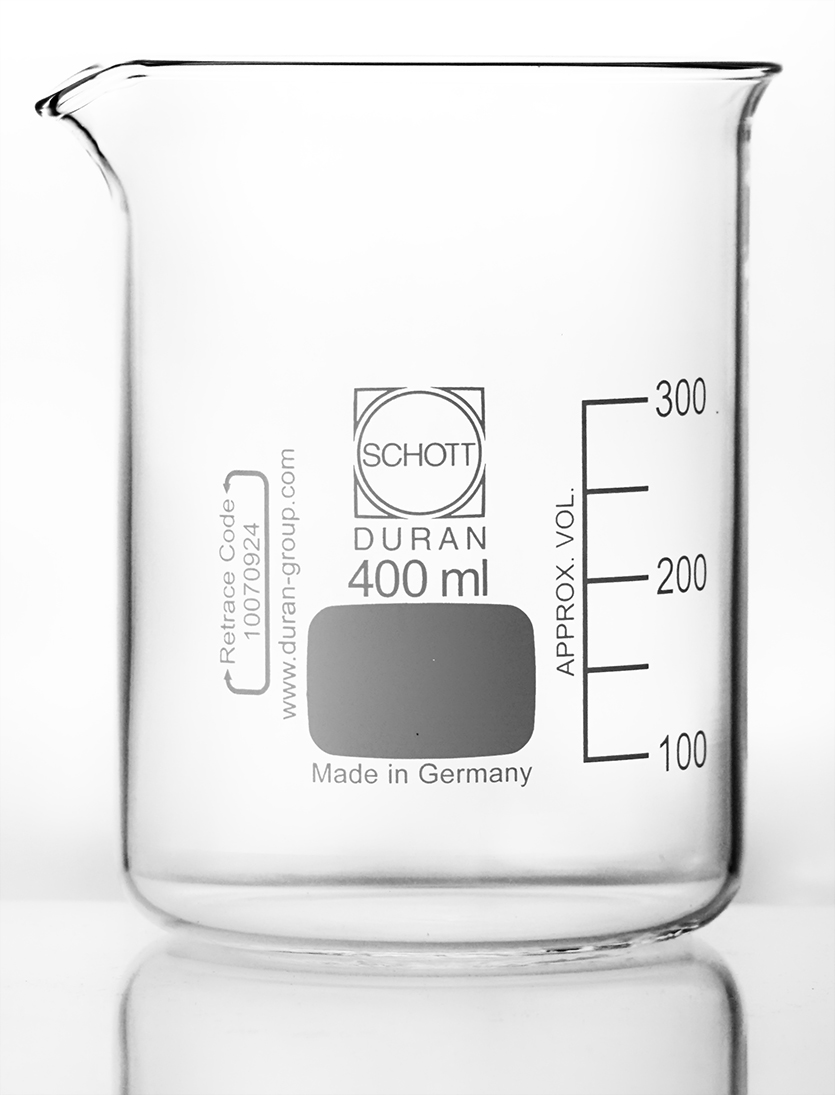 SCHOTT
DURAN
400 ml
Made in Germany
Retrace Code
10070924
www.duran-group.com
APPROX. VOL.
300
200
100